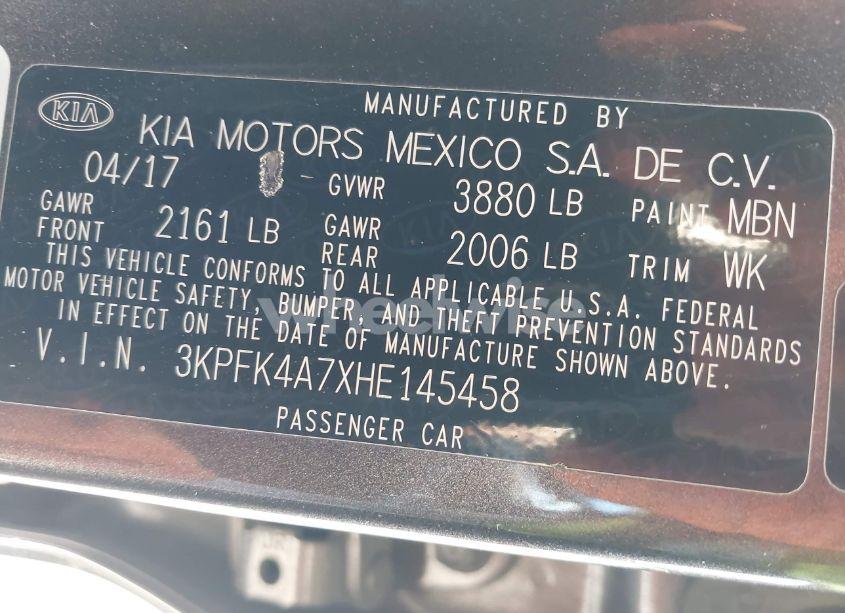 MANUFACTURED BY
KIA
KIA MOTORS MEXICO S.A. DE C.V.
04/17 - GVWR 3880 LB PAINT MBN
GAWR FRONT 2161 LB GAWR REAR 2006 LB TRIM WK
THIS VEHICLE CONFORMS TO ALL APPLICABLE U.S.A. FEDERAL
MOTOR VEHICLE SAFETY, BUMPER, AND THEFT PREVENTION STANDARDS
IN EFFECT ON THE DATE OF MANUFACTURE SHOWN ABOVE.
V.I.N. 3KPFK4A7XHE145458
PASSENGER CAR
wheelwise